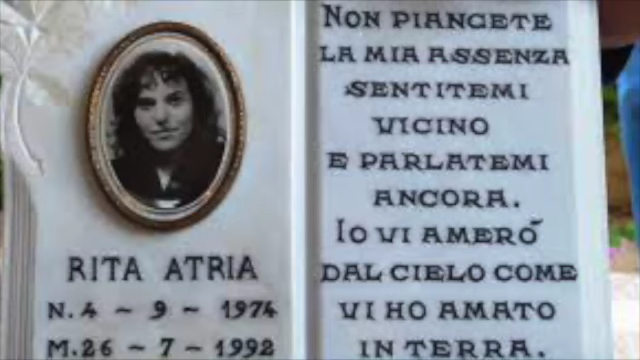 RITA ATRIA
N. 4 ~ 9 ~ 1974
M. 26 ~ 7 ~ 1992
NON PIANGETE
LA MIA ASSENZA
SENTITEMI
VICINO
E PARLATEMI
ANCORA.
IO VI AMERÒ
DAL CIELO COME
VI HO AMATO
IN TERRA.